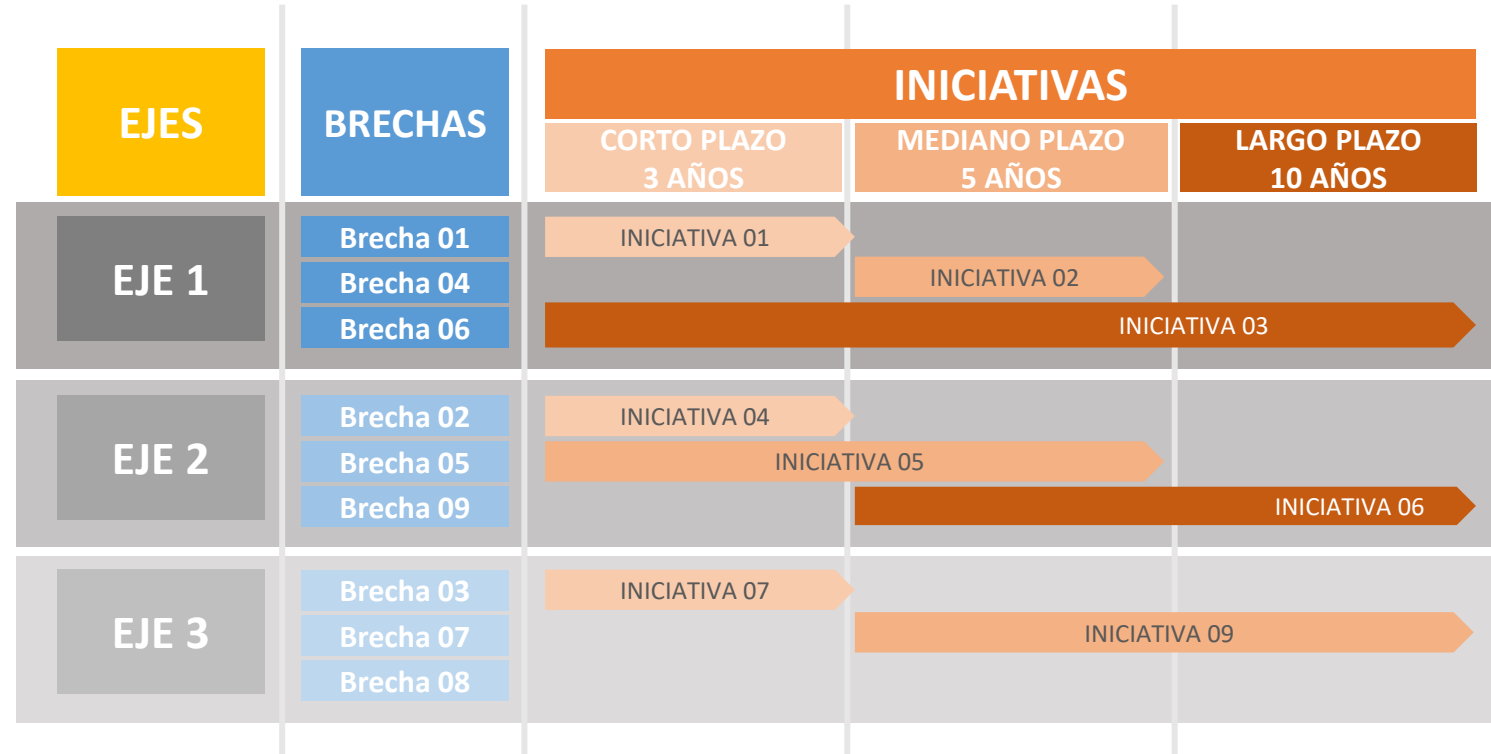 EJES
BRECHAS
INICIATIVAS
CORTO PLAZO
3 AÑOS
MEDIANO PLAZO
5 AÑOS
LARGO PLAZO
10 AÑOS
EJE 1
Brecha 01
INICIATIVA 01
Brecha 04
INICIATIVA 02
Brecha 06
INICIATIVA 03
EJE 2
Brecha 02
INICIATIVA 04
Brecha 05
INICIATIVA 05
Brecha 09
INICIATIVA 06
EJE 3
Brecha 03
INICIATIVA 07
Brecha 07
INICIATIVA 09
Brecha 08